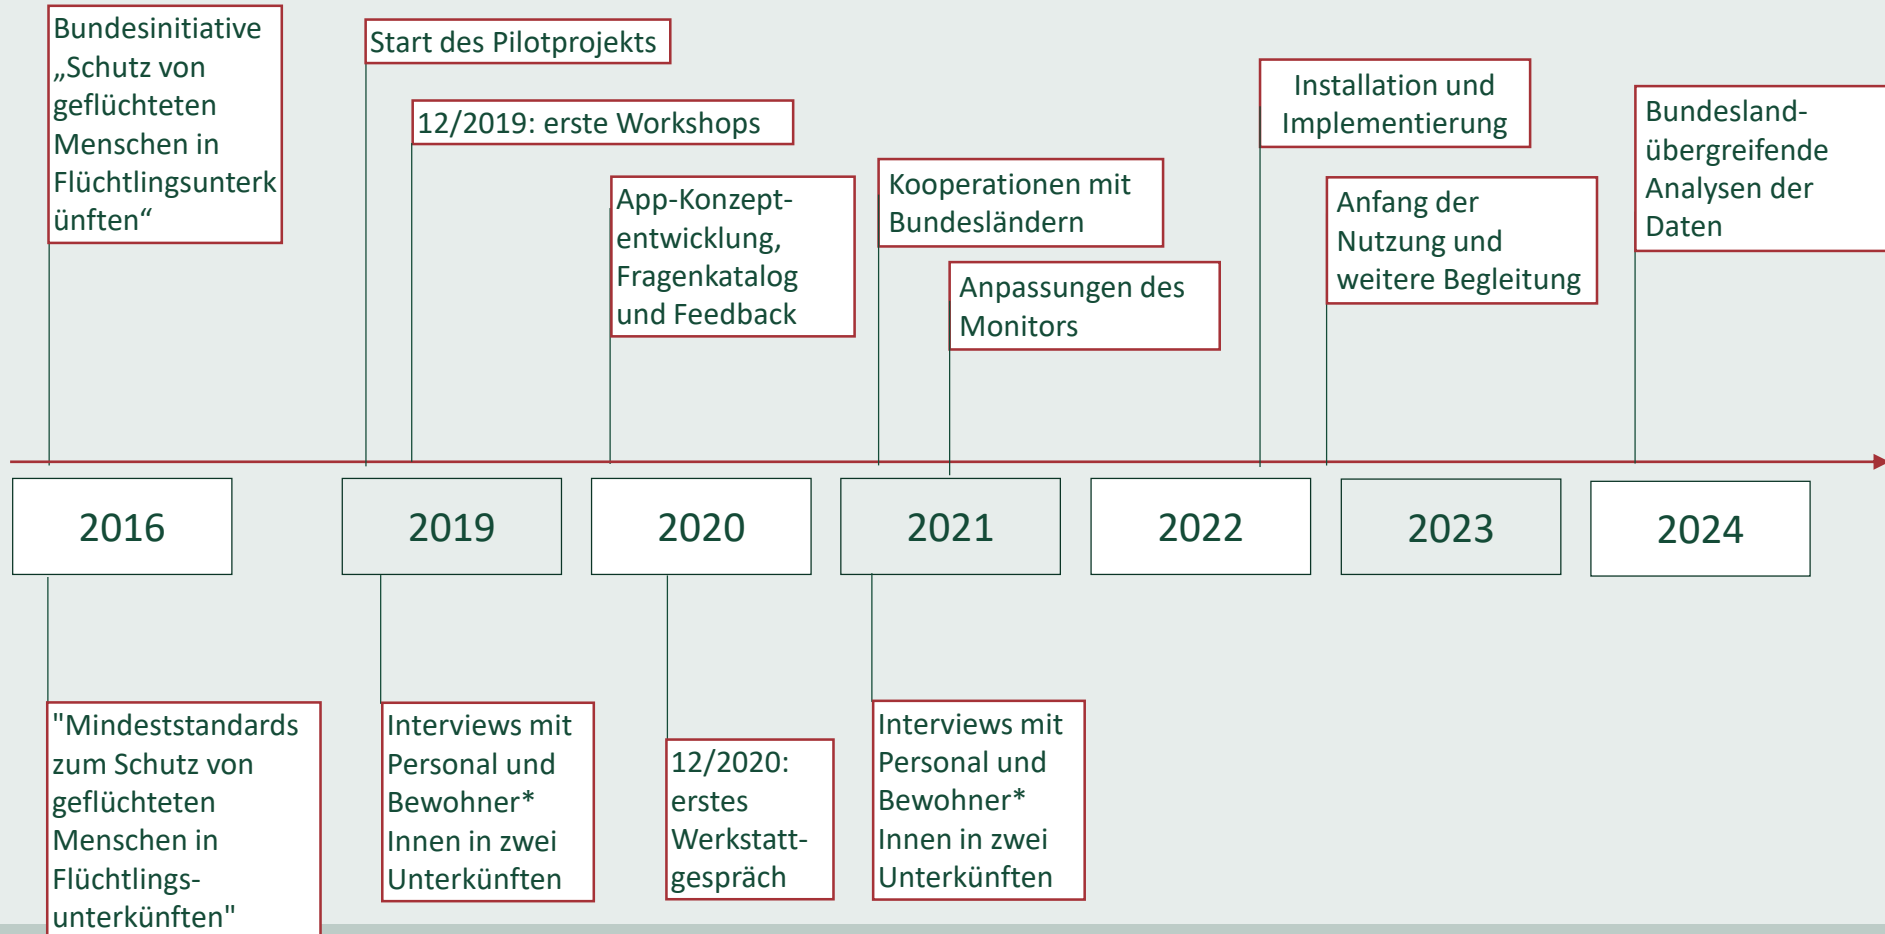 Bundesinitiative
„Schutz von
geflüchteten
Menschen in
Flüchtlingsunterk
ünften“
Start des Pilotprojekts
12/2019: erste Workshops
App-Konzept-
entwicklung,
Fragenkatalog
und Feedback
Kooperationen mit
Bundesländern
Anpassungen des
Monitors
Installation und
Implementierung
Anfang der
Nutzung und
weitere Begleitung
Bundesland-
übergreifende
Analysen der
Daten
2016
2019
2020
2021
2022
2023
2024
"Mindeststandards
zum Schutz von
geflüchteten
Menschen in
Flüchtlings-
unterkünften"
Interviews mit
Personal und
Bewohner*
Innen in zwei
Unterkünften
12/2020:
erstes
Werkstatt-
gespräch
Interviews mit
Personal und
Bewohner*
Innen in zwei
Unterkünften